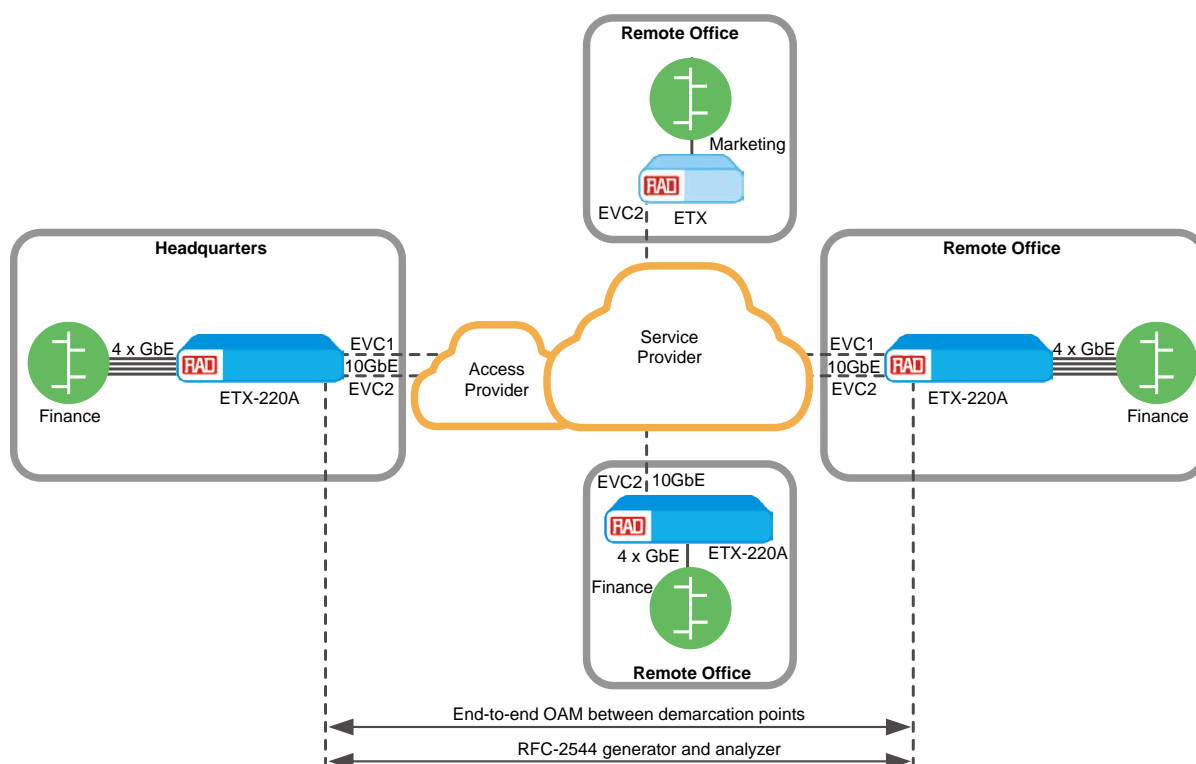 Remote Office
Marketing
RAD
EVC2
ETX
Headquarters
4 x GbE
RAD
EVC1
10GbE
EVC2
ETX-220A
Finance
Access
Provider
Service
Provider
Remote Office
EVC1
10GbE
EVC2
RAD
4 x GbE
ETX-220A
Finance
EVC2
10GbE
RAD
4 x GbE
ETX-220A
Finance
Remote Office
End-to-end OAM between demarcation points
RFC-2544 generator and analyzer